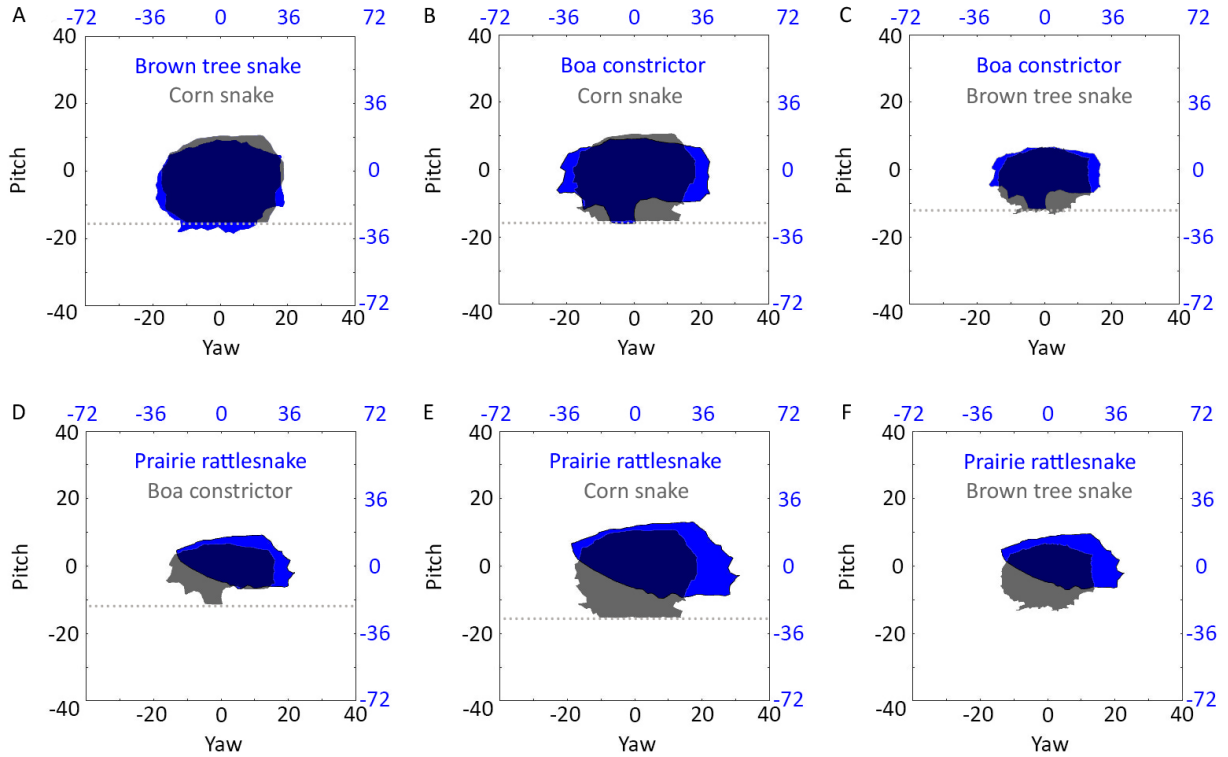 A
-72 -36 0 36 72
40
20
0
-20
-40
Pitch
Brown tree snake
Corn snake
36
0
-36
-72
-20 0 20 40
Yaw
B
-72 -36 0 36 72
40
20
0
-20
-40
Pitch
Boa constrictor
Corn snake
36
0
-36
-72
-20 0 20 40
Yaw
C
-72 -36 0 36 72
40
20
0
-20
-40
Pitch
Boa constrictor
Brown tree snake
36
0
-36
-72
-20 0 20 40
Yaw
D
-72 -36 0 36 72
40
20
0
-20
-40
Pitch
Prairie rattlesnake
Boa constrictor
36
0
-36
-72
-20 0 20 40
Yaw
E
-72 -36 0 36 72
40
20
0
-20
-40
Pitch
Prairie rattlesnake
Corn snake
36
0
-36
-72
-20 0 20 40
Yaw
F
-72 -36 0 36 72
40
20
0
-20
-40
Pitch
Prairie rattlesnake
Brown tree snake
36
0
-36
-72
-20 0 20 40
Yaw